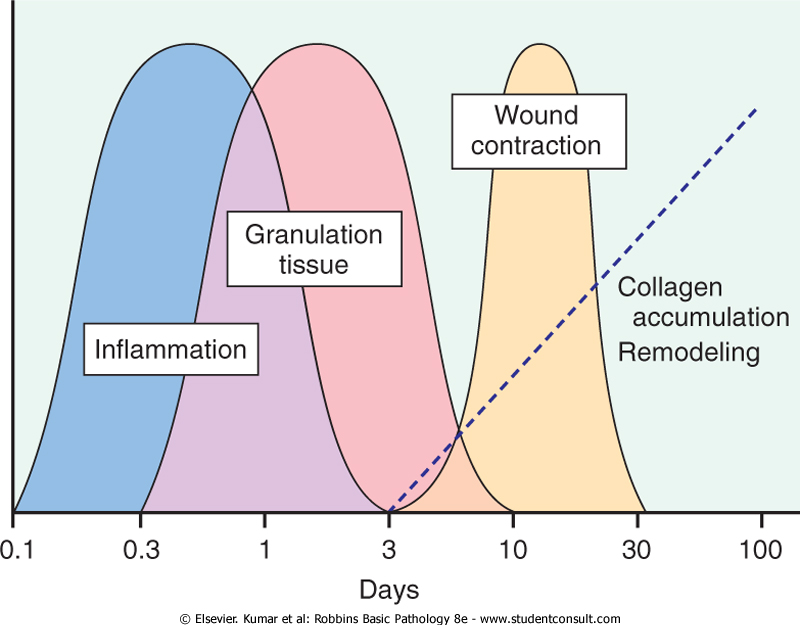 Wound
contraction
Granulation
tissue
Collagen
accumulation
Remodeling
Inflammation
0.1 0.3 1 3 10 30 100
Days
© Elsevier. Kumar et al: Robbins Basic Pathology 8e - www.studentconsult.com